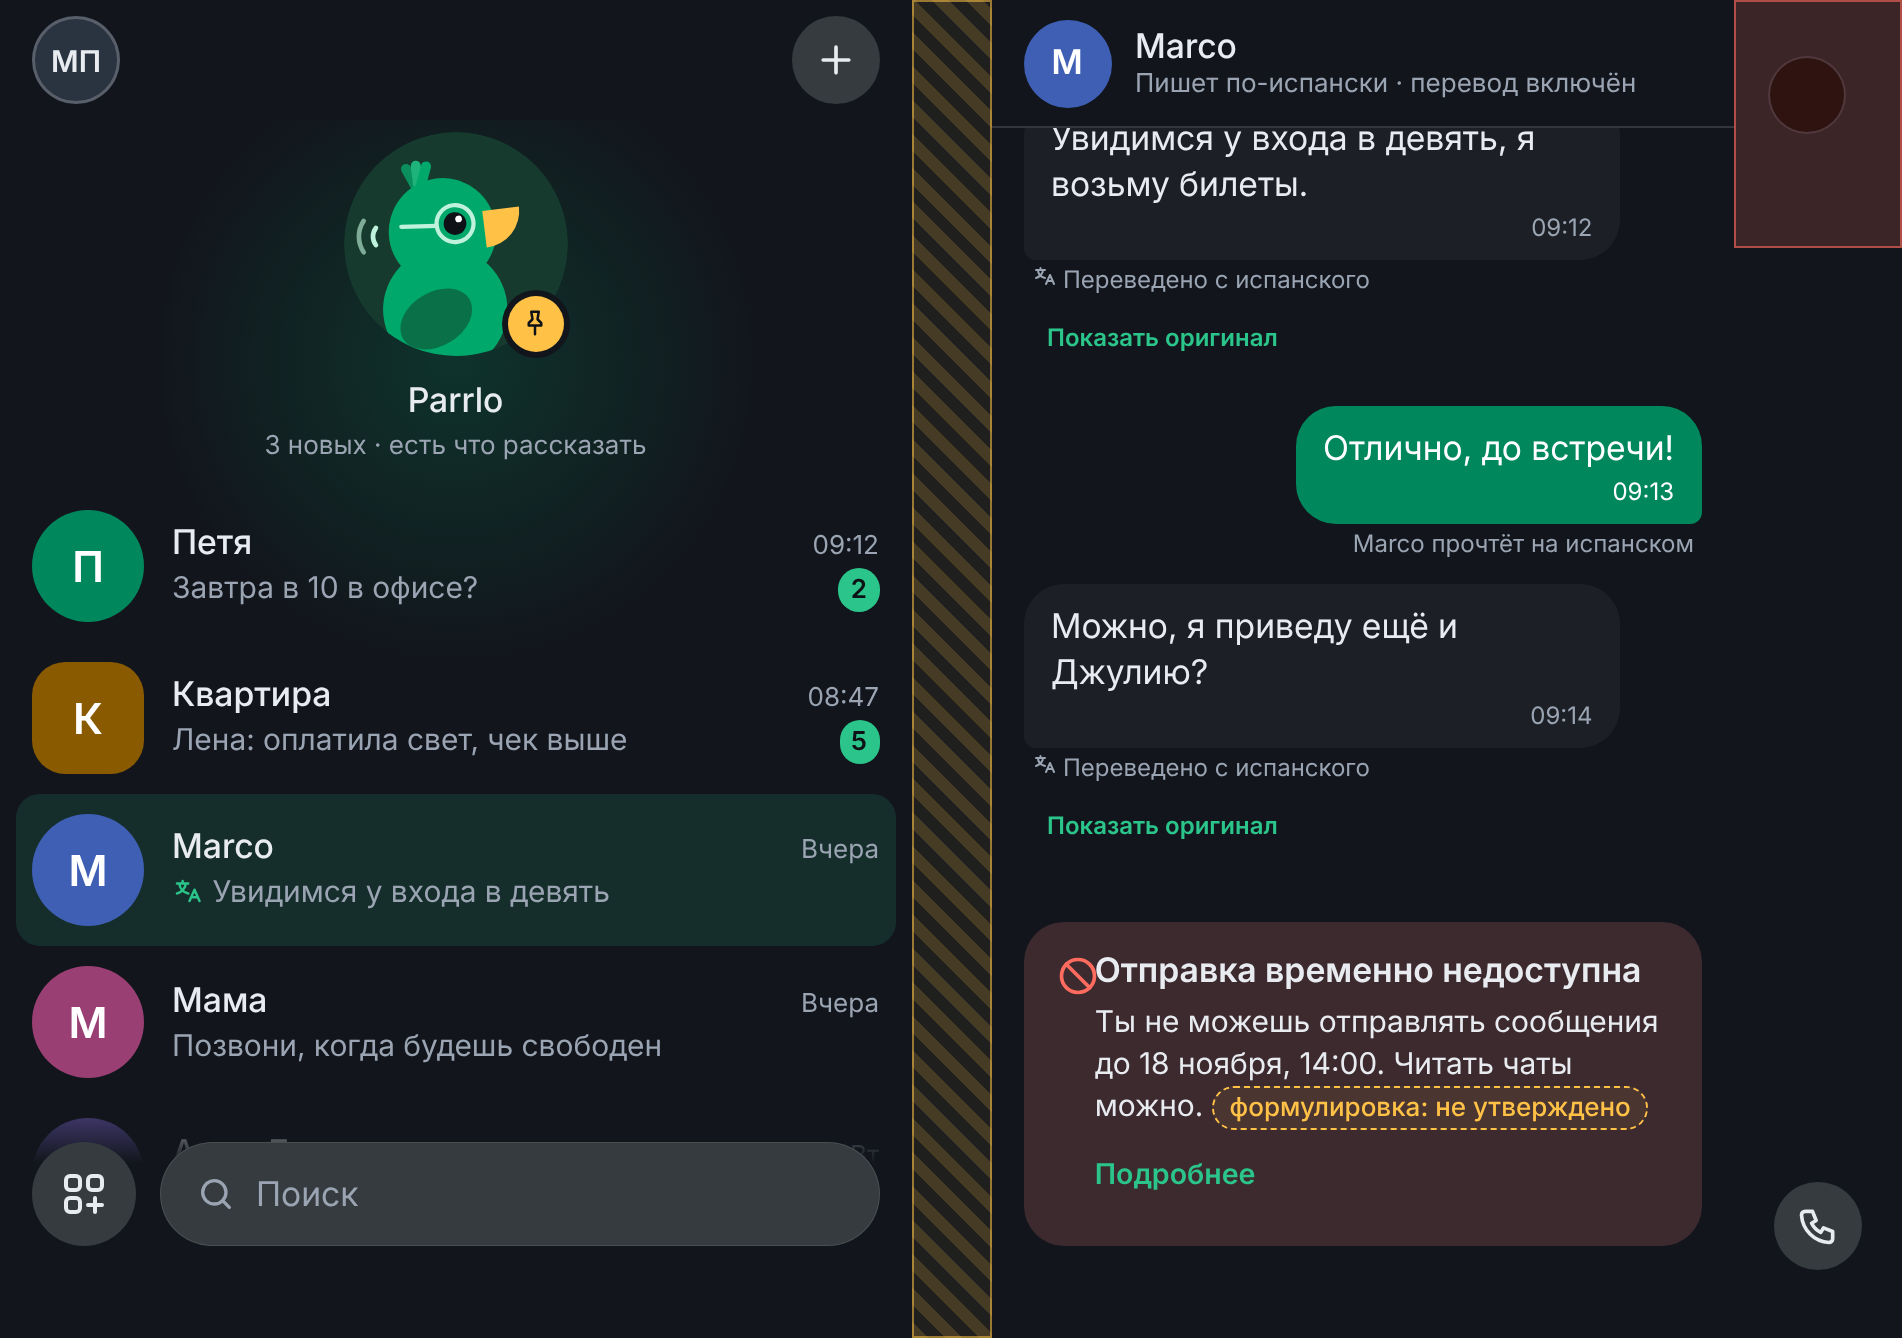 МП
Parrlo
3 новых · есть что рассказать
П
Петя
09:12
Завтра в 10 в офисе?
2
К
Квартира
08:47
Лена: оплатила свет, чек выше
5
М
Marco
Вчера
Увидимся у входа в девять
М
Мама
Вчера
Позвони, когда будешь свободен
Вт
Поиск
М
Marco
Пишет по-испански · перевод включён
Увидимся у входа в девять, я
возьму билеты.
09:12
Переведено с испанского
Показать оригинал
Отлично, до встречи!
09:13
Marco прочтёт на испанском
Можно, я приведу ещё и
Джулию?
09:14
Переведено с испанского
Показать оригинал
Отправка временно недоступна
Ты не можешь отправлять сообщения
до 18 ноября, 14:00. Читать чаты
можно. формулировка: не утверждено
Подробнее